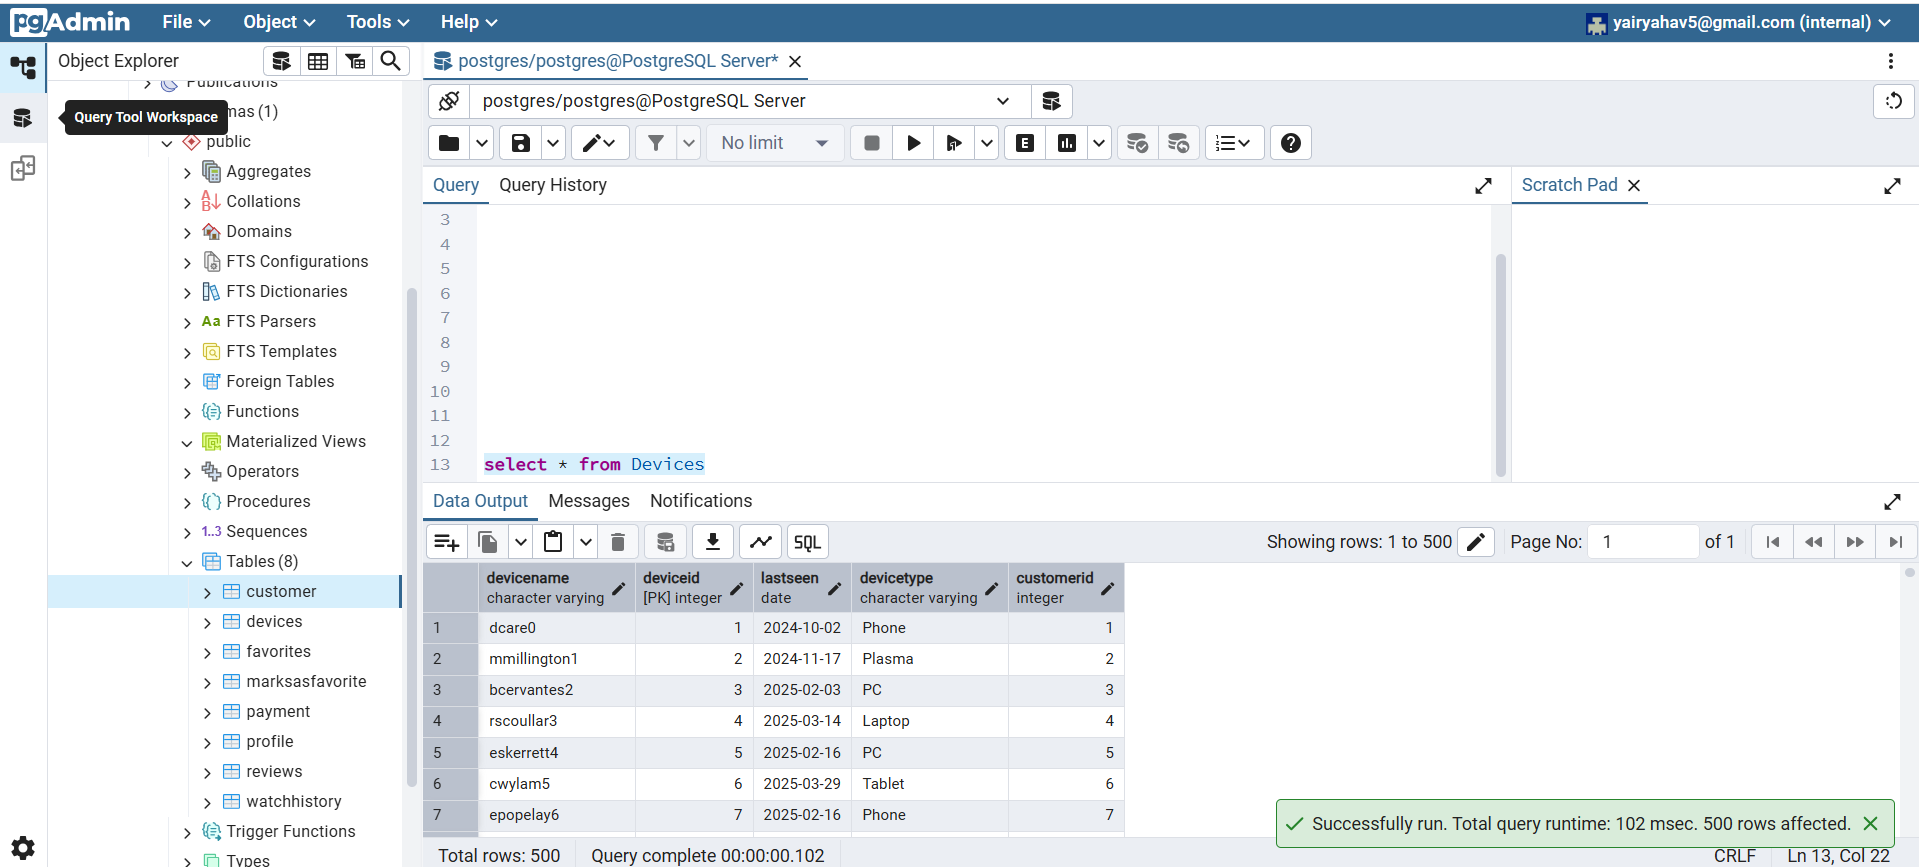 pgAdmin File Object Tools Help yairyahav5@gmail.com (internal)
Object Explorer
Publications
Query Tool Workspace
mas (1)
public
Aggregates
Collations
Domains
FTS Configurations
FTS Dictionaries
Aa FTS Parsers
FTS Templates
Foreign Tables
Functions
Materialized Views
Operators
Procedures
1..3 Sequences
Tables (8)
customer
devices
favorites
marksasfavorite
payment
profile
reviews
watchhistory
Trigger Functions
Types
postgres/postgres@PostgreSQL Server*
postgres/postgres@PostgreSQL Server
No limit E
Query Query History
Scratch Pad
3
4
5
6
7
8
9
10
11
12
13 select * from Devices
Data Output Messages Notifications
SQL Showing rows: 1 to 500 Page No: 1 of 1
devicename deviceid lastseen devicetype customerid
character varying [PK] integer date character varying integer
1 dcare0 1 2024-10-02 Phone 1
2 mmillington1 2 2024-11-17 Plasma 2
3 bcervantes2 3 2025-02-03 PC 3
4 rscoullar3 4 2025-03-14 Laptop 4
5 eskerrett4 5 2025-02-16 PC 5
6 cwylam5 6 2025-03-29 Tablet 6
7 epopelay6 7 2025-02-16 Phone 7
Successfully run. Total query runtime: 102 msec. 500 rows affected.
Total rows: 500 Query complete 00:00:00.102 CRLF Ln 13, Col 22